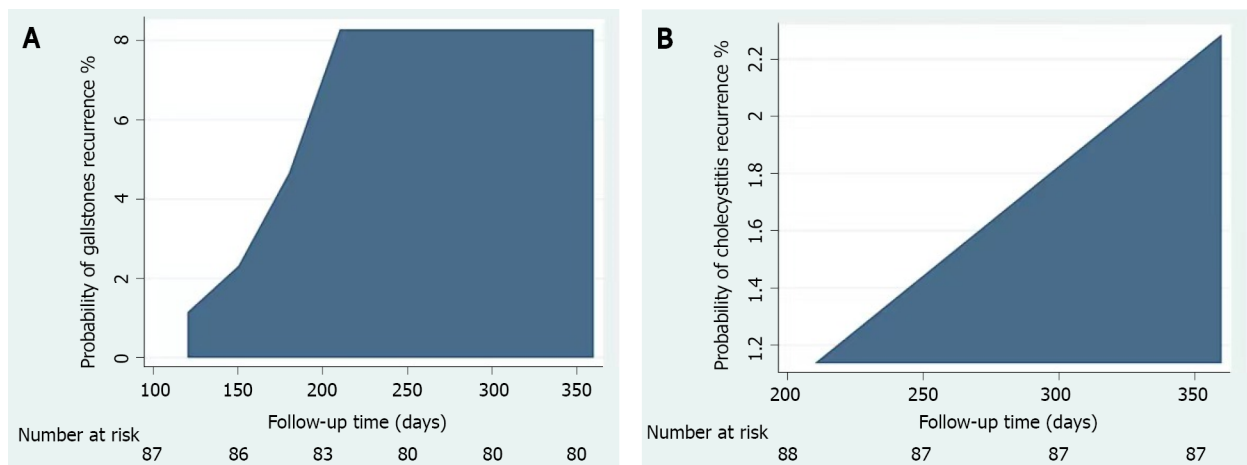 A
Probability of gallstones recurrence %
8
6
4
2
0
100 150 200 250 300 350
Follow-up time (days)
Number at risk
87 86 83 80 80 80
B
Probability of cholecystitis recurrence %
2.2
2
1.8
1.6
1.4
1.2
200 250 300 350
Follow-up time (days)
Number at risk
88 87 87 87